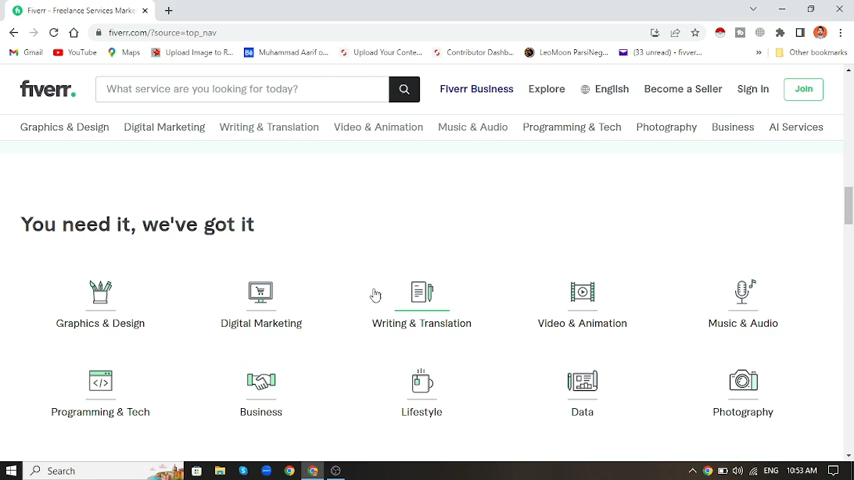 Fiverr - Freelance Services Marke
fiverr.com/?source=top_nav
Gmail YouTube Maps Upload Image to R... Muhammad Aarif o... Upload Your Conte... Contributor Dashb... LeoMoon ParsiNeg... (33 unread) - fivver... » Other bookmarks
fiverr. What service are you looking for today? Fiverr Business Explore English Become a Seller Sign in Join
Graphics & Design Digital Marketing Writing & Translation Video & Animation Music & Audio Programming & Tech Photography Business AI Services
You need it, we've got it
Graphics & Design Digital Marketing Writing & Translation Video & Animation Music & Audio
Programming & Tech Business Lifestyle Data Photography
Search ENG 10:53 AM